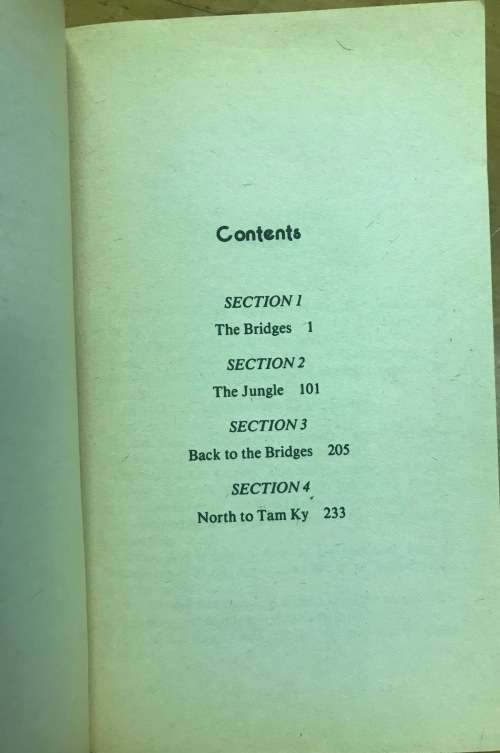 Contents
SECTION 1
The Bridges 1
SECTION 2
The Jungle 101
SECTION 3
Back to the Bridges 205
SECTION 4
North to Tam Ky 233